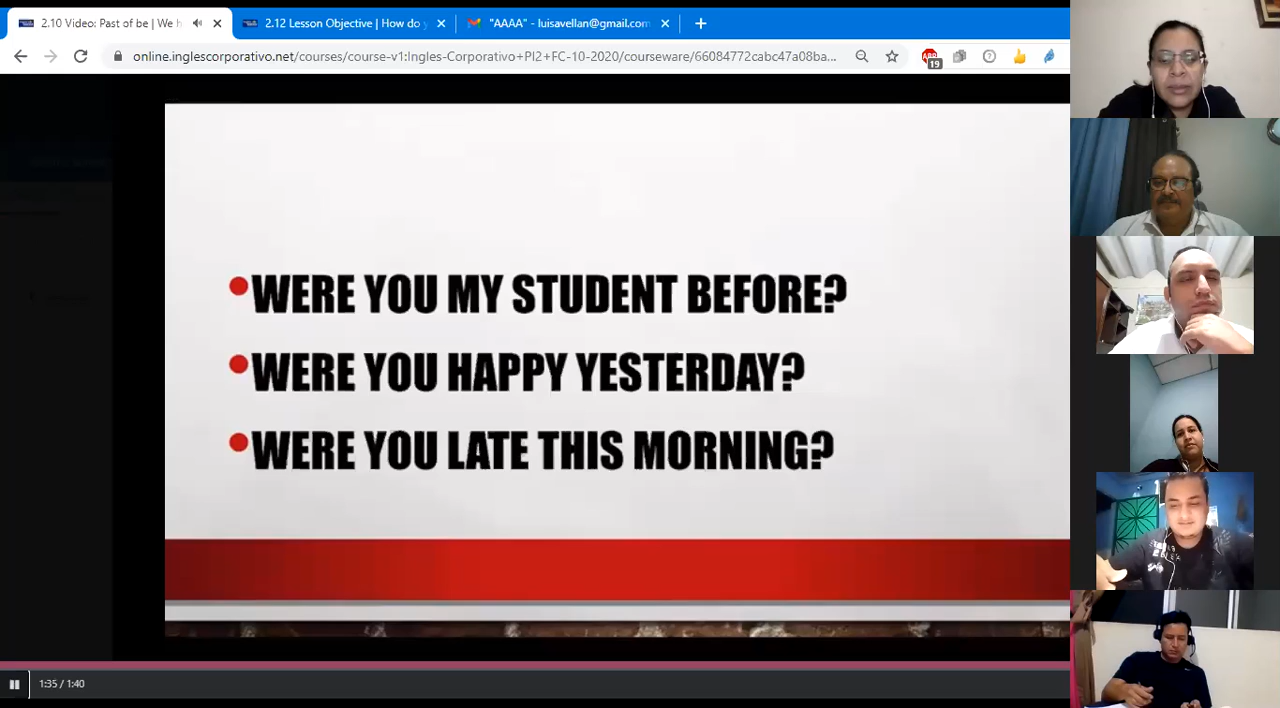 2.10 Video: Past of be | We h
2.12 Lesson Objective | How do y
"AAAA" - luisavellan@gmail.com
online.inglescorporativo.net/courses/course-v1:Ingles-Corporativo+PI2+FC-10-2020/courseware/66084772cabc47a08ba...
19
•WERE YOU MY STUDENT BEFORE?
•WERE YOU HAPPY YESTERDAY?
•WERE YOU LATE THIS MORNING?
1:35 / 1:40